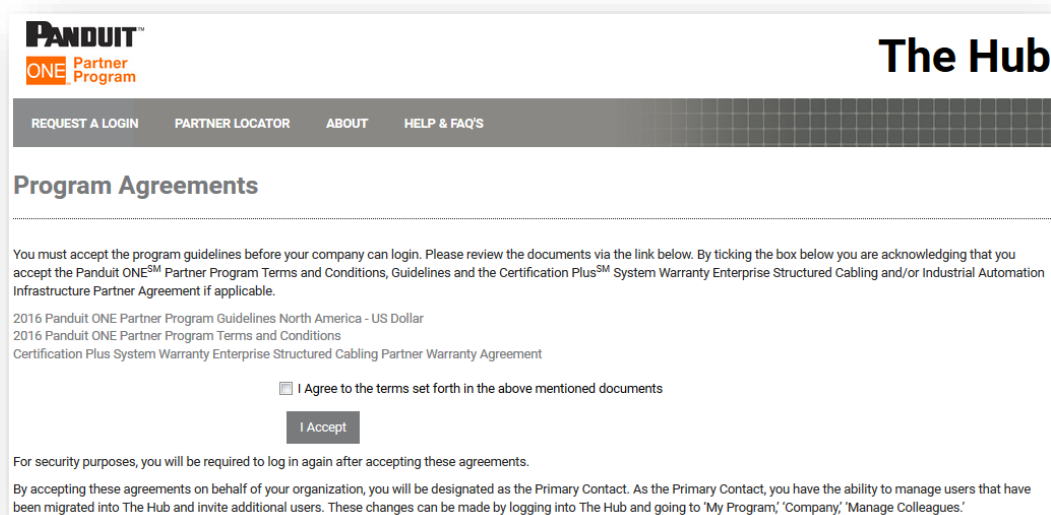 PANDUIT™
ONE Partner
Program
The Hub
REQUEST A LOGIN PARTNER LOCATOR ABOUT HELP & FAQ'S
Program Agreements
You must accept the program guidelines before your company can login. Please review the documents via the link below. By ticking the box below you are acknowledging that you
accept the Panduit ONE℠ Partner Program Terms and Conditions, Guidelines and the Certification Plus℠ System Warranty Enterprise Structured Cabling and/or Industrial Automation
Infrastructure Partner Agreement if applicable.
2016 Panduit ONE Partner Program Guidelines North America - US Dollar
2016 Panduit ONE Partner Program Terms and Conditions
Certification Plus System Warranty Enterprise Structured Cabling Partner Warranty Agreement
I Agree to the terms set forth in the above mentioned documents
I Accept
For security purposes, you will be required to log in again after accepting these agreements.
By accepting these agreements on behalf of your organization, you will be designated as the Primary Contact. As the Primary Contact, you have the ability to manage users that have
been migrated into The Hub and invite additional users. These changes can be made by logging into The Hub and going to 'My Program,' 'Company,' 'Manage Colleagues.'